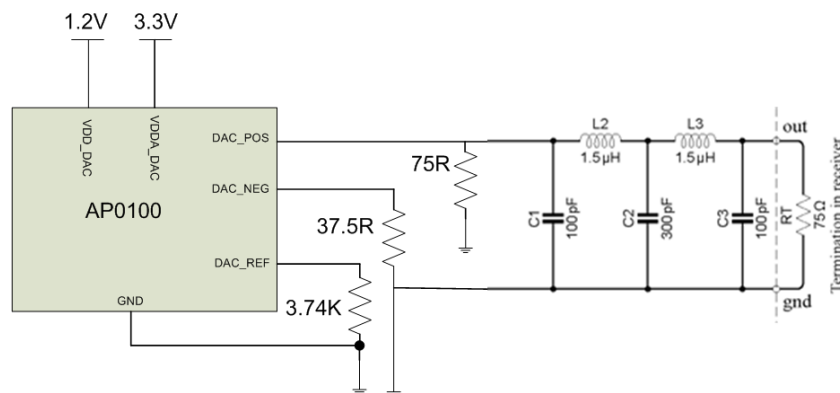 1.2V
3.3V
VDD_DAC
VDDA_DAC
DAC_POS
DAC_NEG
DAC_REF
AP0100
GND
75R
37.5R
3.74K
L2
1.5µH
L3
1.5µH
C1
100pF
C2
300pF
C3
100pF
out
RT
75Ω
gnd
Termination in receiver